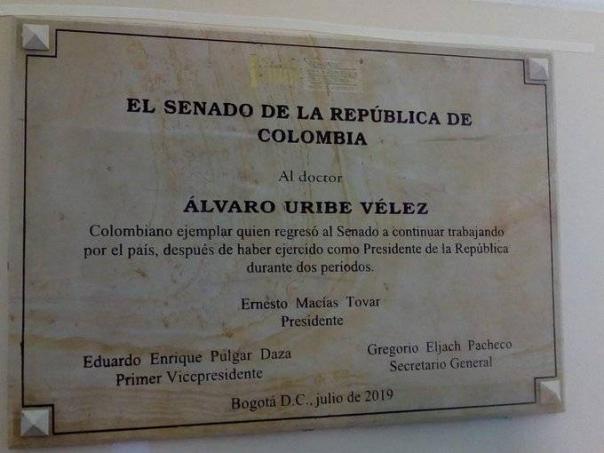 EL SENADO DE LA REPÚBLICA DE
COLOMBIA
Al doctor
ÁLVARO URIBE VÉLEZ
Colombiano ejemplar quien regresó al Senado a continuar trabajando
por el país, después de haber ejercido como Presidente de la República
durante dos periodos.
Ernesto Macías Tovar
Presidente
Eduardo Enrique Pulgar Daza
Primer Vicepresidente
Gregorio Eljach Pacheco
Secretario General
Bogotá D.C., julio de 2019